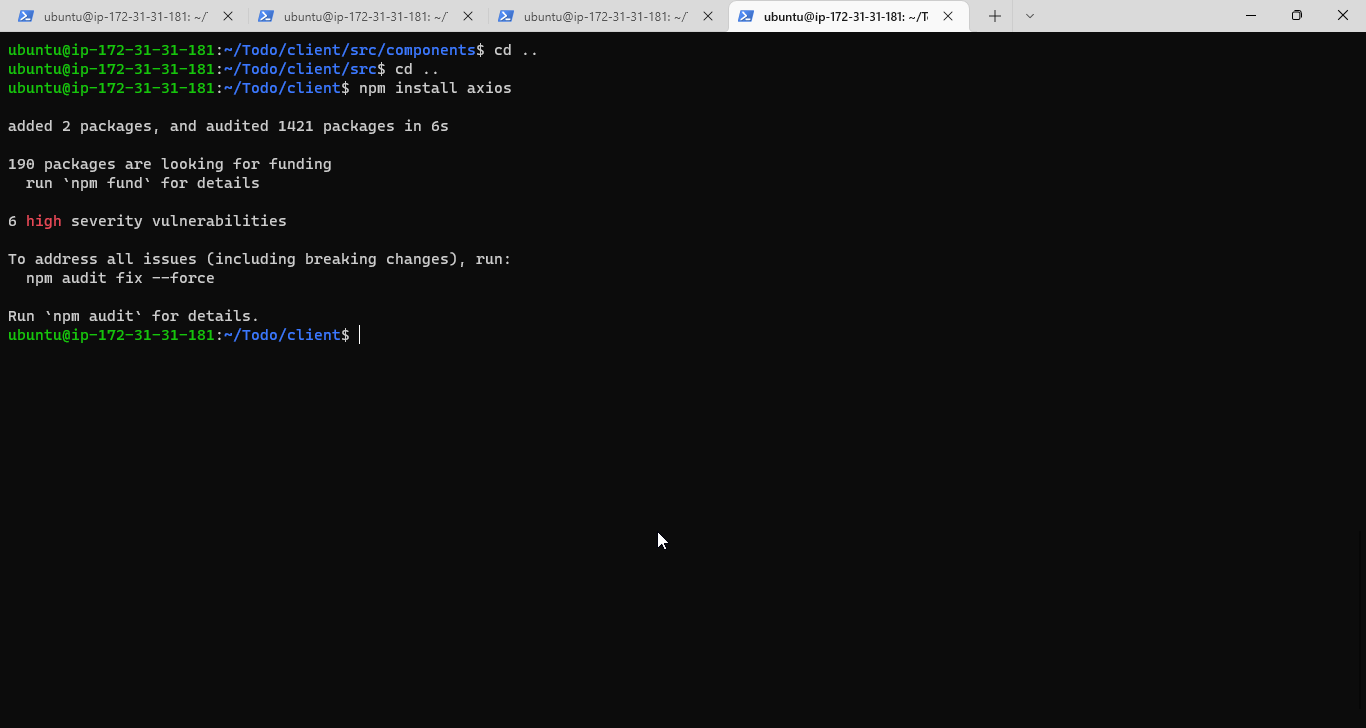 ubuntu@ip-172-31-31-181: ~/
ubuntu@ip-172-31-31-181: ~/
ubuntu@ip-172-31-31-181: ~/
ubuntu@ip-172-31-31-181: ~/T
ubuntu@ip-172-31-31-181:~/Todo/client/src/components$ cd ..
ubuntu@ip-172-31-31-181:~/Todo/client/src$ cd ..
ubuntu@ip-172-31-31-181:~/Todo/client$ npm install axios
added 2 packages, and audited 1421 packages in 6s
190 packages are looking for funding
  run `npm fund` for details
6 high severity vulnerabilities
To address all issues (including breaking changes), run:
  npm audit fix --force
Run `npm audit` for details.
ubuntu@ip-172-31-31-181:~/Todo/client$